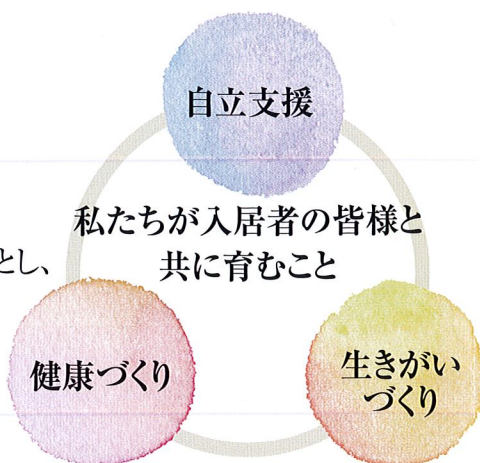 自立支援
私たちが入居者の皆様と
共に育むこと
とし、
健康づくり
生きがい
づくり